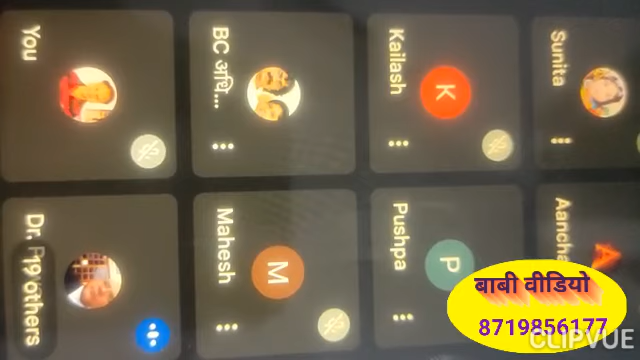 You
BC अधि...
Kailash
K
Sunita
Dr.
19 others
Mahesh
M
Pushpa
P
Aancha
A
बाबी वीडियो
8719856177
CLIPVUE